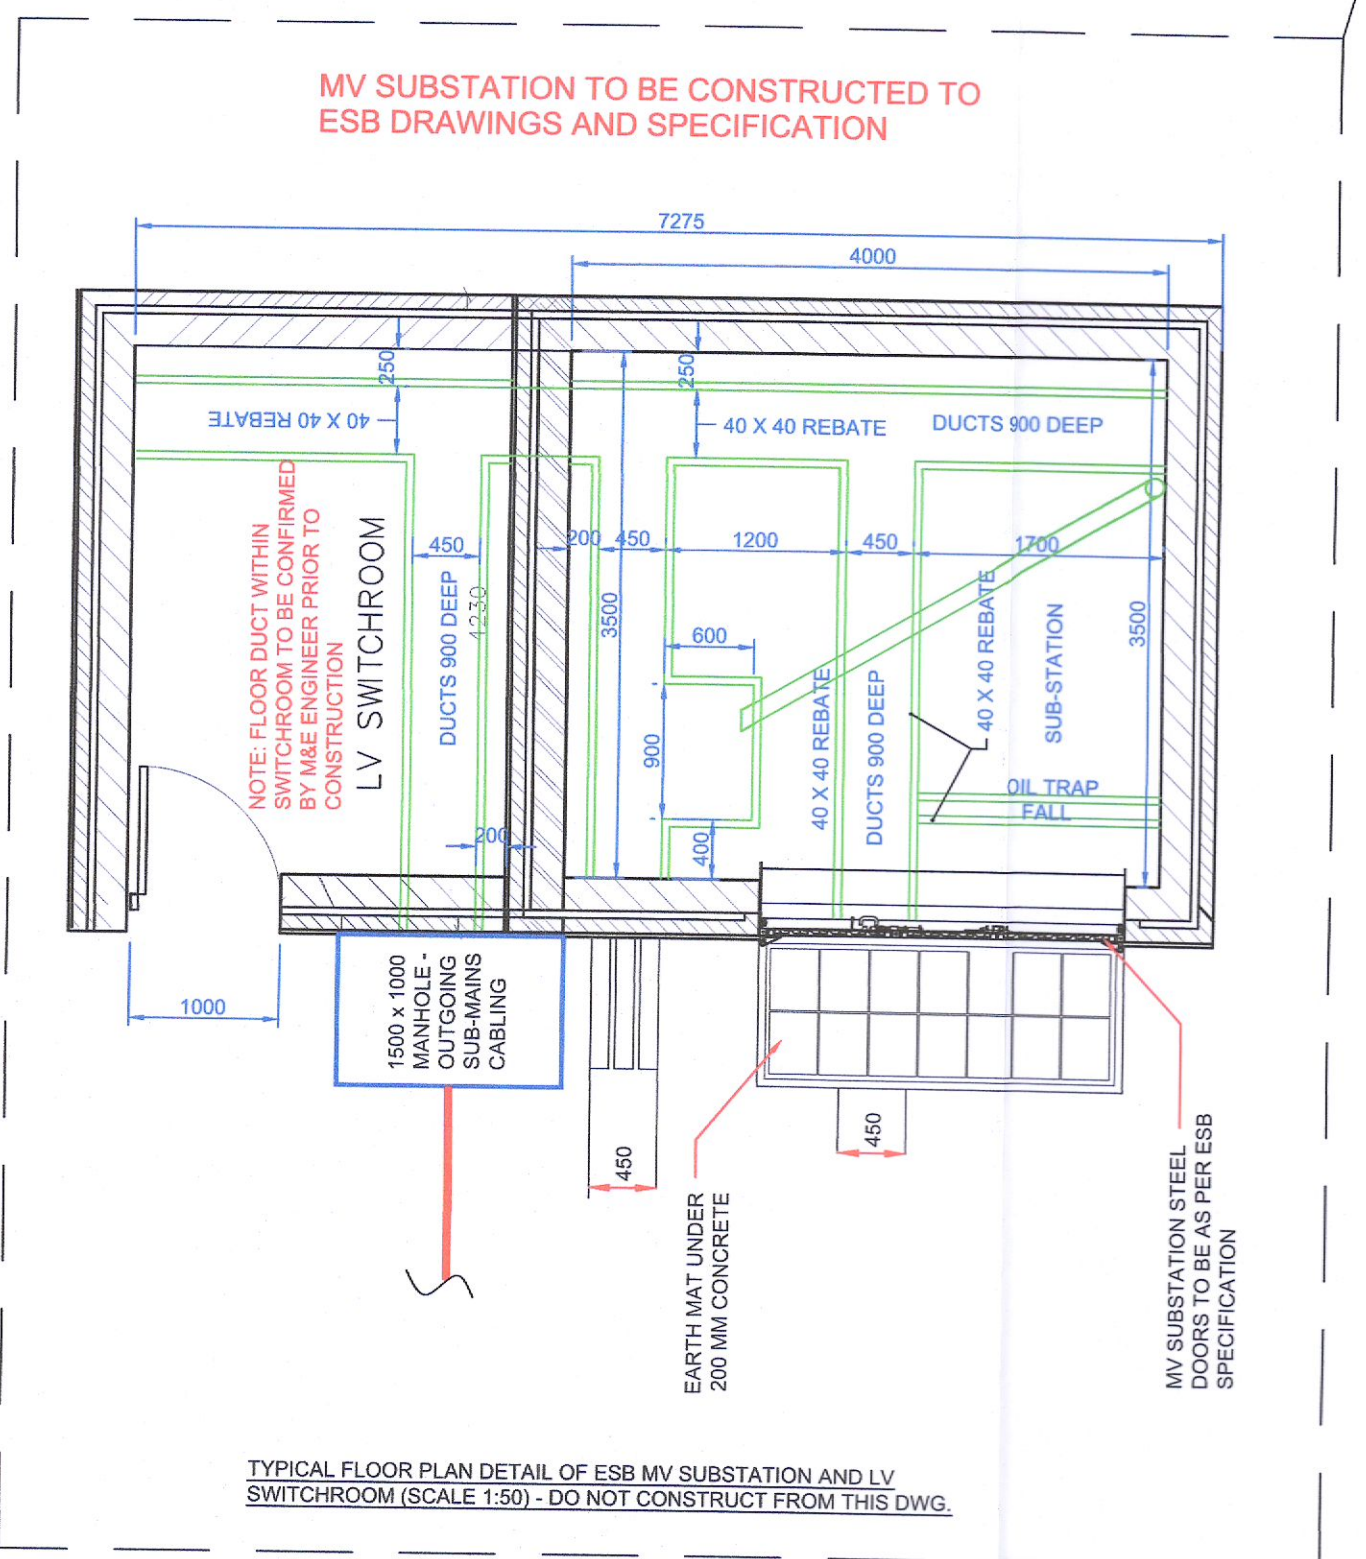 MV SUBSTATION TO BE CONSTRUCTED TO
ESB DRAWINGS AND SPECIFICATION
7275
4000
250
250
40 X 40 REBATE
40 X 40 REBATE
DUCTS 900 DEEP
NOTE: FLOOR DUCT WITHIN
SWITCHROOM TO BE CONFIRMED
BY M&E ENGINEER PRIOR TO
CONSTRUCTION
LV SWITCHROOM
450
DUCTS 900 DEEP
4230
200
450
1200
450
1700
3500
600
900
400
40 X 40 REBATE
DUCTS 900 DEEP
40 X 40 REBATE
SUB-STATION
3500
OIL TRAP
FALL
200
1000
1500 x 1000
MANHOLE -
OUTGOING
SUB-MAINS
CABLING
450
450
EARTH MAT UNDER
200 MM CONCRETE
MV SUBSTATION STEEL
DOORS TO BE AS PER ESB
SPECIFICATION
TYPICAL FLOOR PLAN DETAIL OF ESB MV SUBSTATION AND LV
SWITCHROOM (SCALE 1:50) - DO NOT CONSTRUCT FROM THIS DWG.